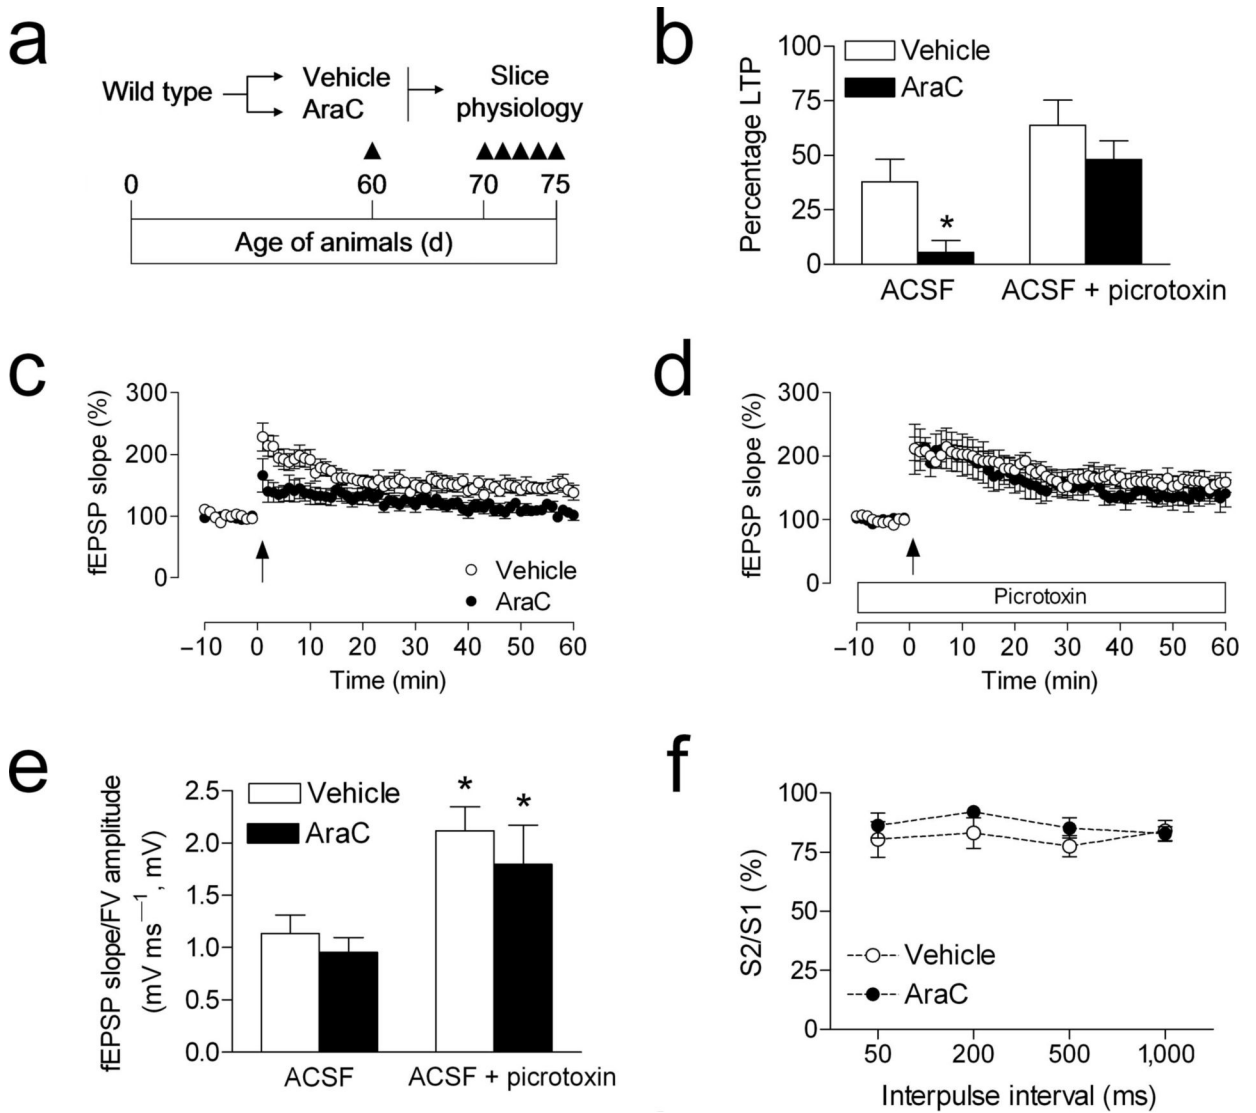 a
Wild type
Vehicle
AraC
Slice
physiology
0
60
70
75
Age of animals (d)
b
Percentage LTP
100
75
50
25
0
Vehicle
AraC
*
ACSF
ACSF + picrotoxin
c
fEPSP slope (%)
300
200
100
0
Vehicle
AraC
−10 0 10 20 30 40 50 60
Time (min)
d
fEPSP slope (%)
300
200
100
0
Picrotoxin
−10 0 10 20 30 40 50 60
Time (min)
e
fEPSP slope/FV amplitude
(mV ms—1, mV)
2.5
2.0
1.5
1.0
0.5
0.0
Vehicle
AraC
*
*
ACSF
ACSF + picrotoxin
f
S2/S1 (%)
100
75
50
25
0
Vehicle
AraC
50 200 500 1,000
Interpulse interval (ms)